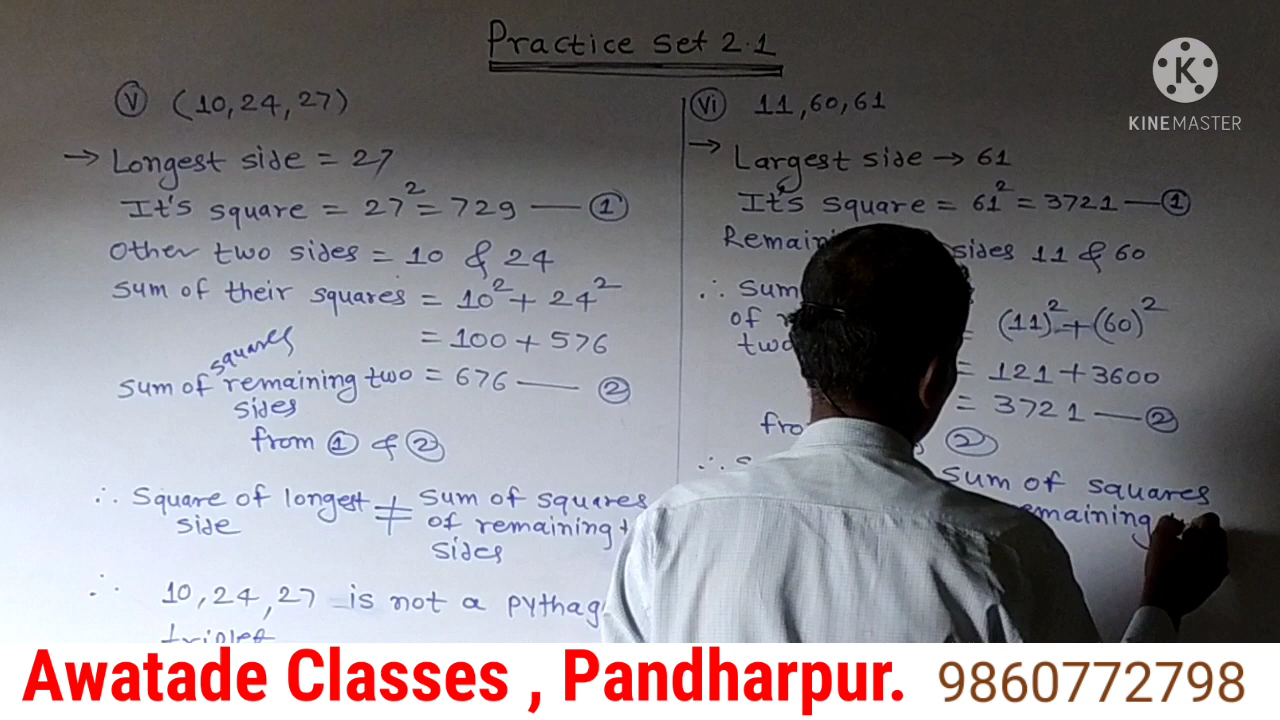 Practice Set 2.1
KINEMASTER
(v) (10,24,27)
→ Longest side = 27
It's square = 27² = 729 — ①
Other two sides = 10 & 24
Sum of their squares = 10² + 24²
= 100 + 576
squares
Sum of remaining two = 676 — ②
sides
from ① & ②
∴ Square of longest ≠ Sum of squares
side of remaining
sides
∴ 10,24,27 is not a
triplet
(vi) 11,60,61
→ Largest side → 61
It's square = 61² = 3721 — ①
sides 11 & 60
∴ Sum
of = (11)² + (60)²
two
= 121 + 3600
= 3721 — ②
②
∴ Sum of squares
Awatade Classes , Pandharpur. 9860772798